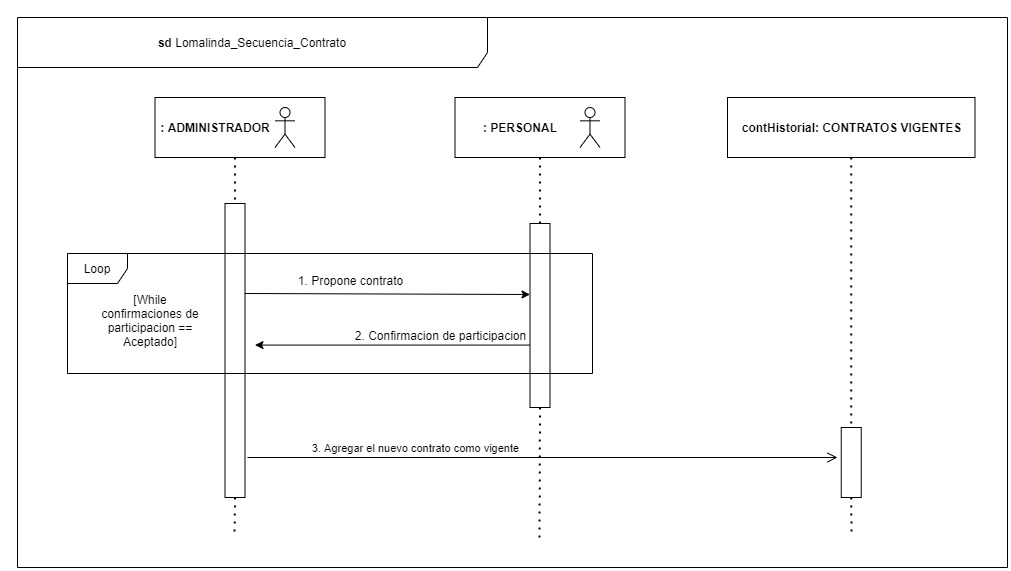 sd Lomalinda_Secuencia_Contrato
: ADMINISTRADOR
: PERSONAL
contHistorial: CONTRATOS VIGENTES
Loop
[While
confirmaciones de
participacion ==
Aceptado]
1. Propone contrato
2. Confirmacion de participacion
3. Agregar el nuevo contrato como vigente